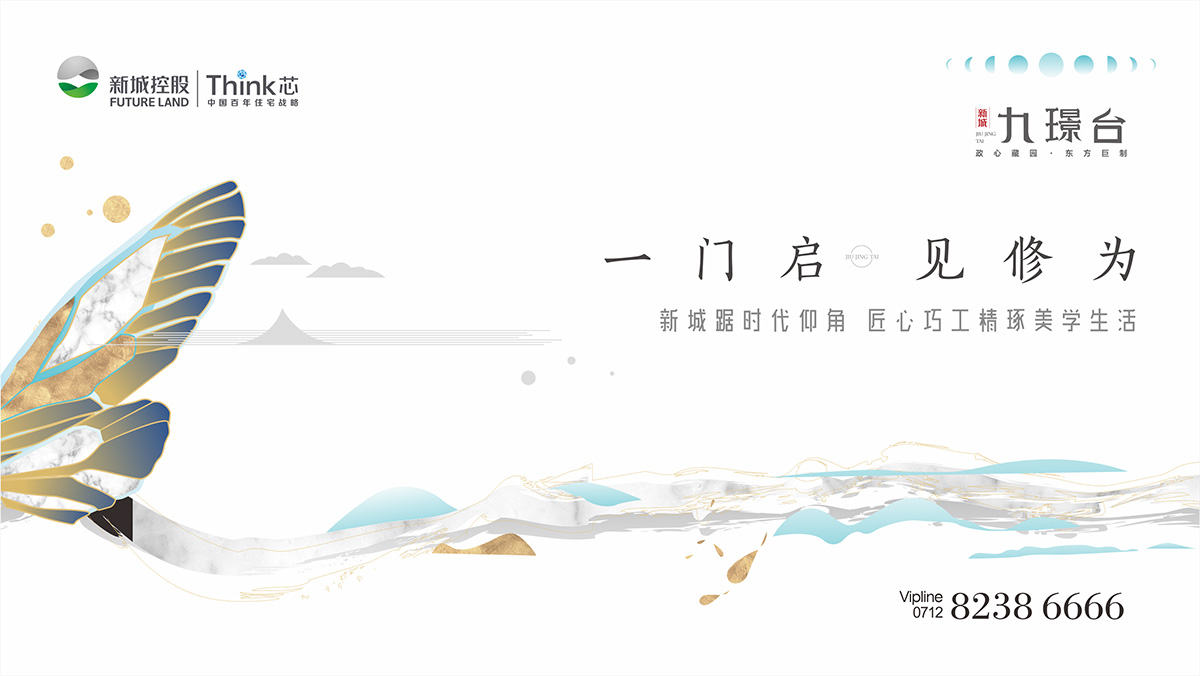 新城控股
FUTURE LAND
Think芯
中国百年住宅战略
新城
JIU JING
TAI
九璟台
政心藏园·东方巨制
一门启 JIU JING TAI 见修为
新城踞时代仰角 匠心巧工精琢美学生活
Vipline
0712
8238 6666